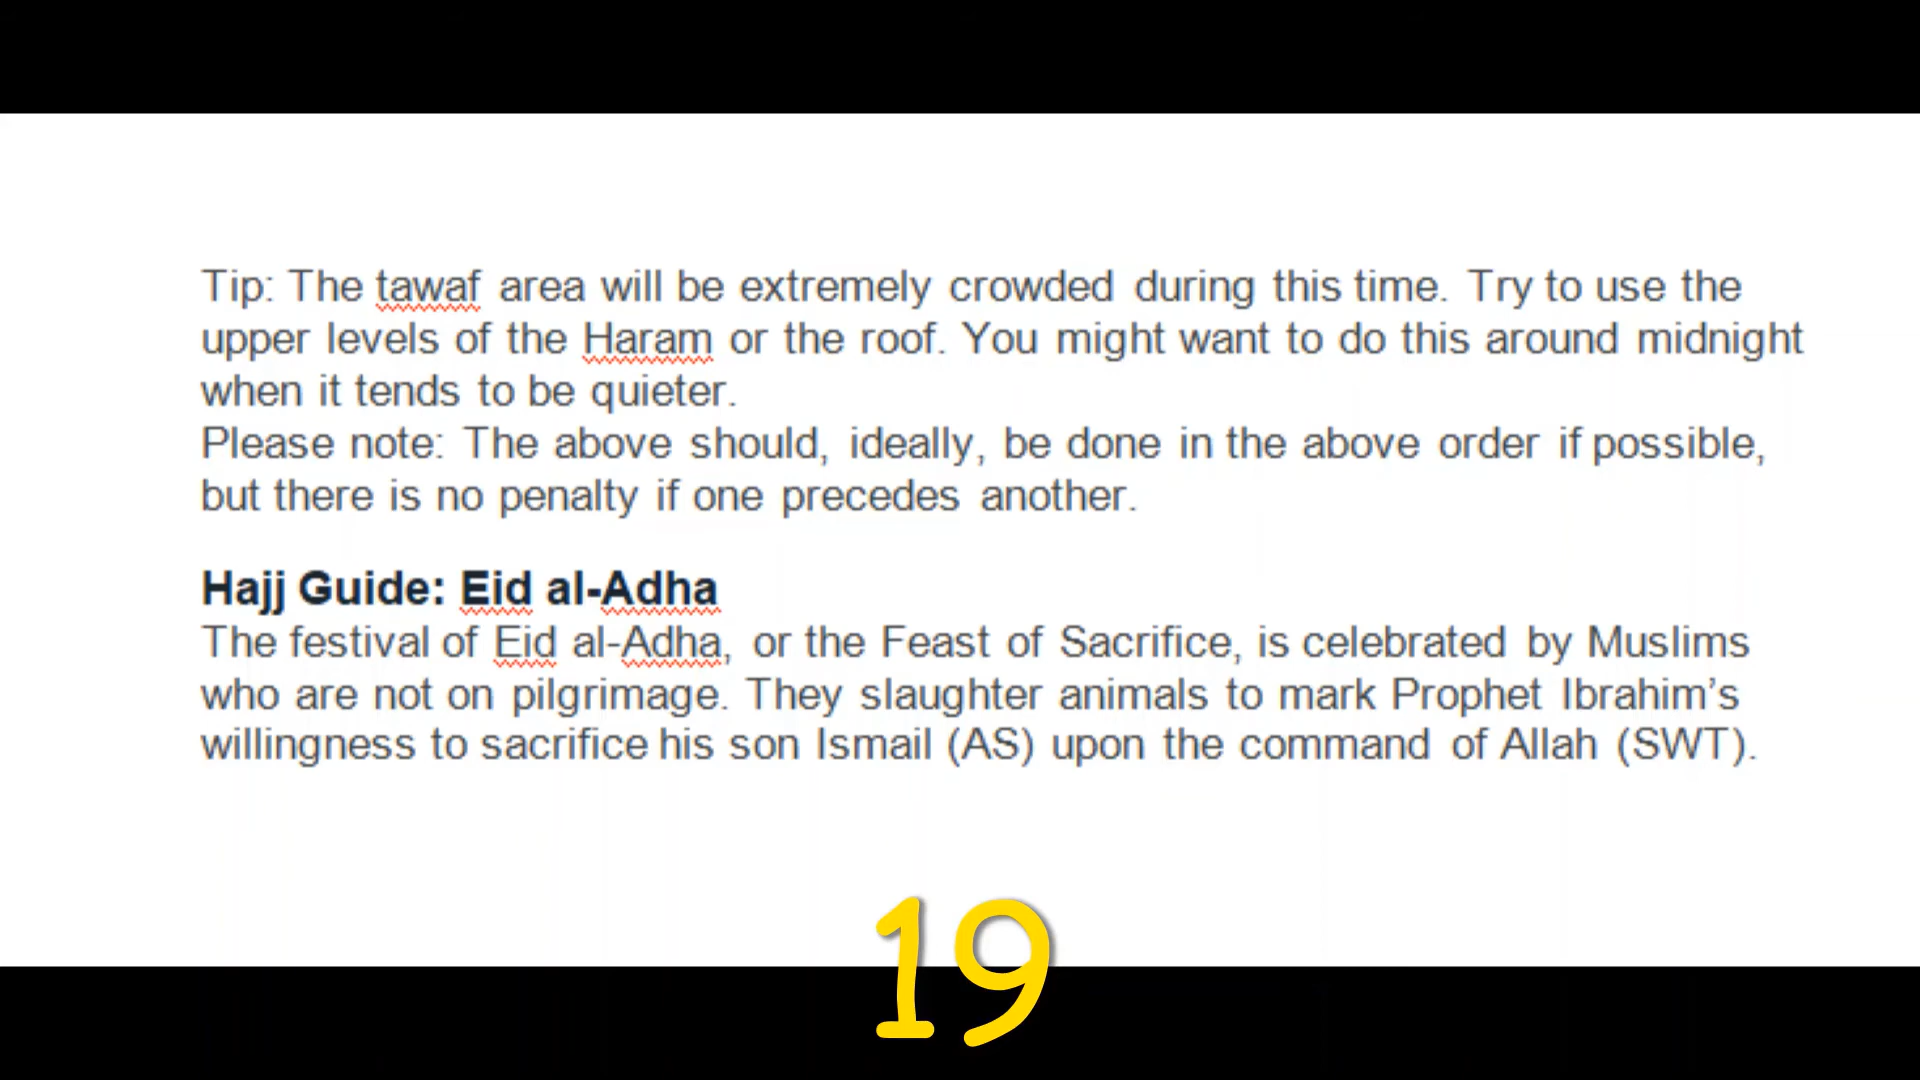 Tip: The tawaf area will be extremely crowded during this time. Try to use the
upper levels of the Haram or the roof. You might want to do this around midnight
when it tends to be quieter.
Please note: The above should, ideally, be done in the above order if possible,
but there is no penalty if one precedes another.
Hajj Guide: Eid al-Adha
The festival of Eid al-Adha, or the Feast of Sacrifice, is celebrated by Muslims
who are not on pilgrimage. They slaughter animals to mark Prophet Ibrahim’s
willingness to sacrifice his son Ismail (AS) upon the command of Allah (SWT).
19